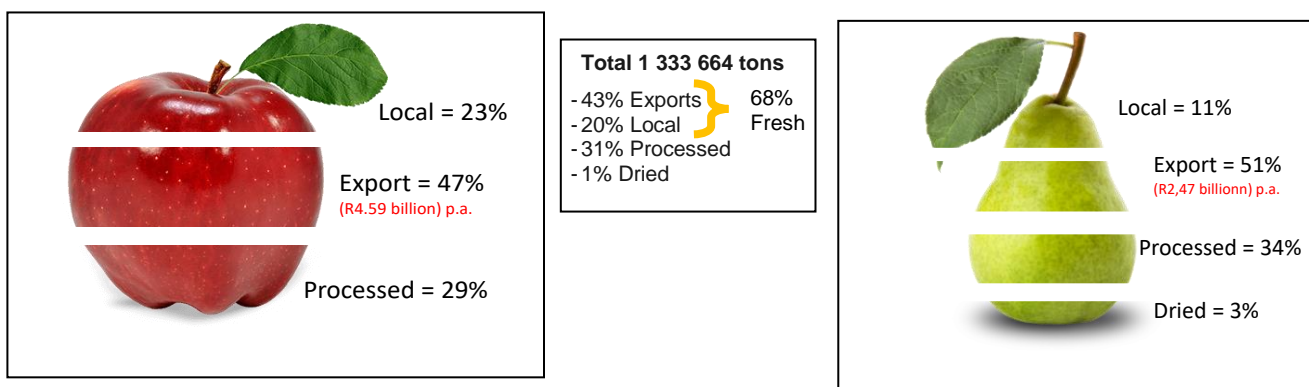 Local = 23%
Export = 47%
(R4.59 billion) p.a.
Processed = 29%
Total 1 333 664 tons
- 43% Exports
- 20% Local
68%
Fresh
- 31% Processed
- 1% Dried
Local = 11%
Export = 51%
(R2,47 billionn) p.a.
Processed = 34%
Dried = 3%